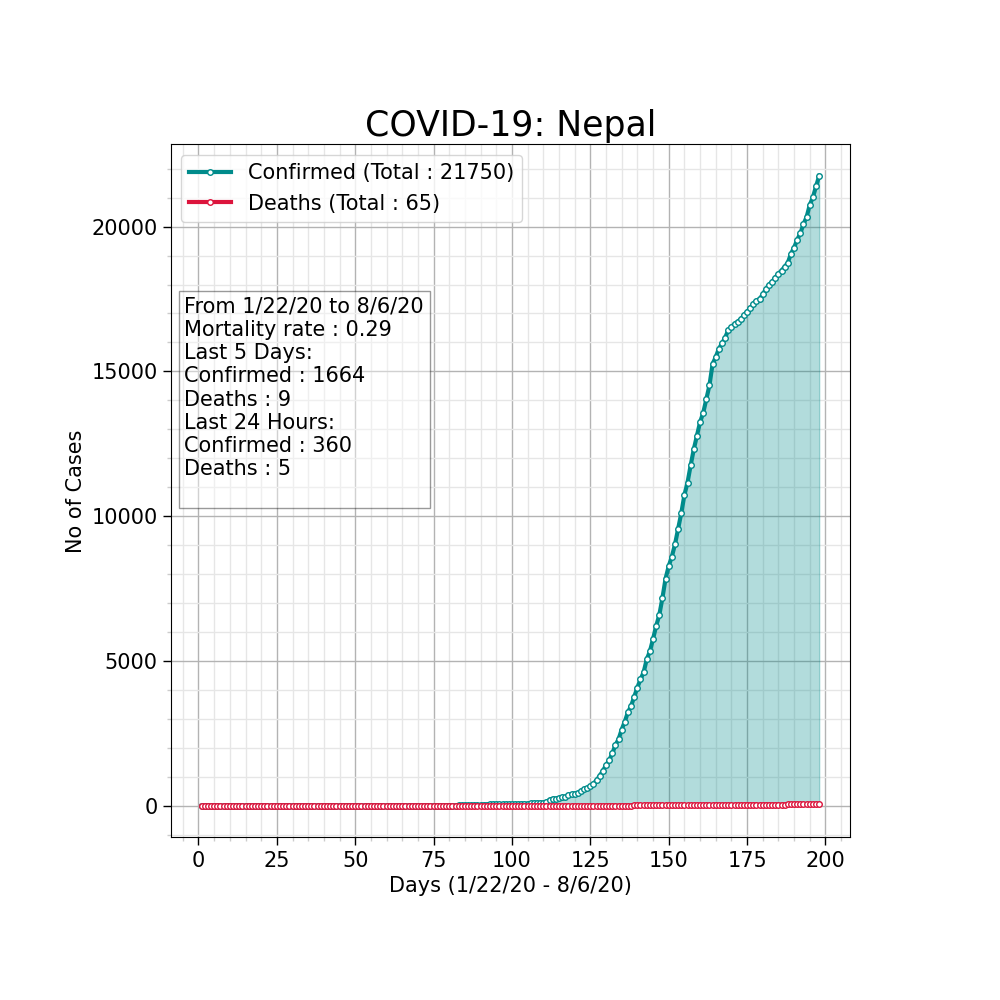 COVID-19: Nepal
Confirmed (Total : 21750)
Deaths (Total : 65)
From 1/22/20 to 8/6/20
Mortality rate : 0.29
Last 5 Days:
Confirmed : 1664
Deaths : 9
Last 24 Hours:
Confirmed : 360
Deaths : 5
No of Cases
20000
15000
10000
5000
0
0 25 50 75 100 125 150 175 200
Days (1/22/20 - 8/6/20)